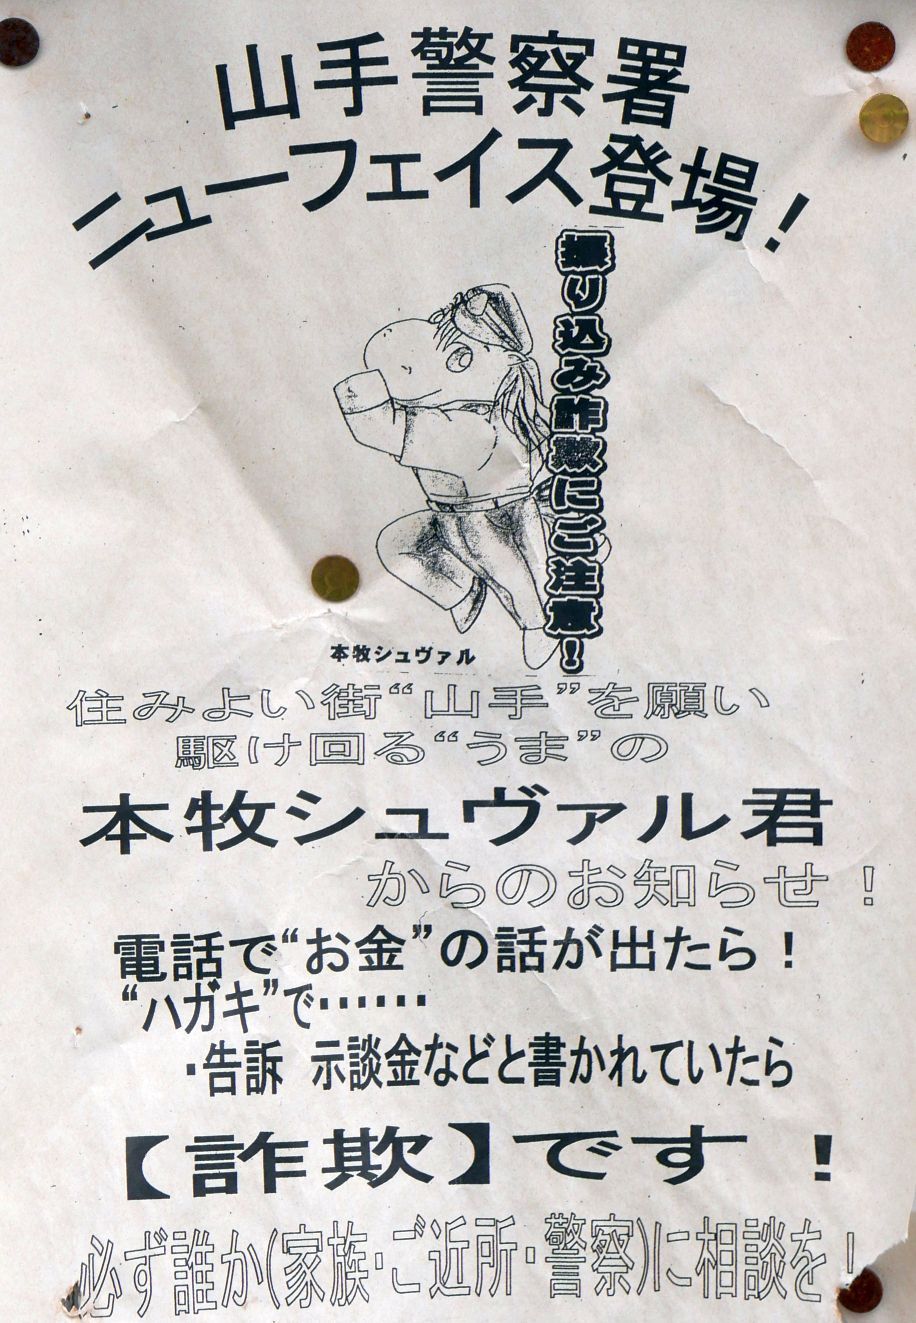 山手警察署
ニューフェイス登場！
振り込み詐欺にご注意！
本牧シュヴァル
住みよい街“山手”を願い
駆け回る“うま”の
本牧シュヴァル君
からのお知らせ！
電話で“お金”の話が出たら！
“ハガキ”で……
・告訴 示談金などと書かれていたら
【詐欺】です！
必ず誰か(家族・ご近所・警察)に相談を！